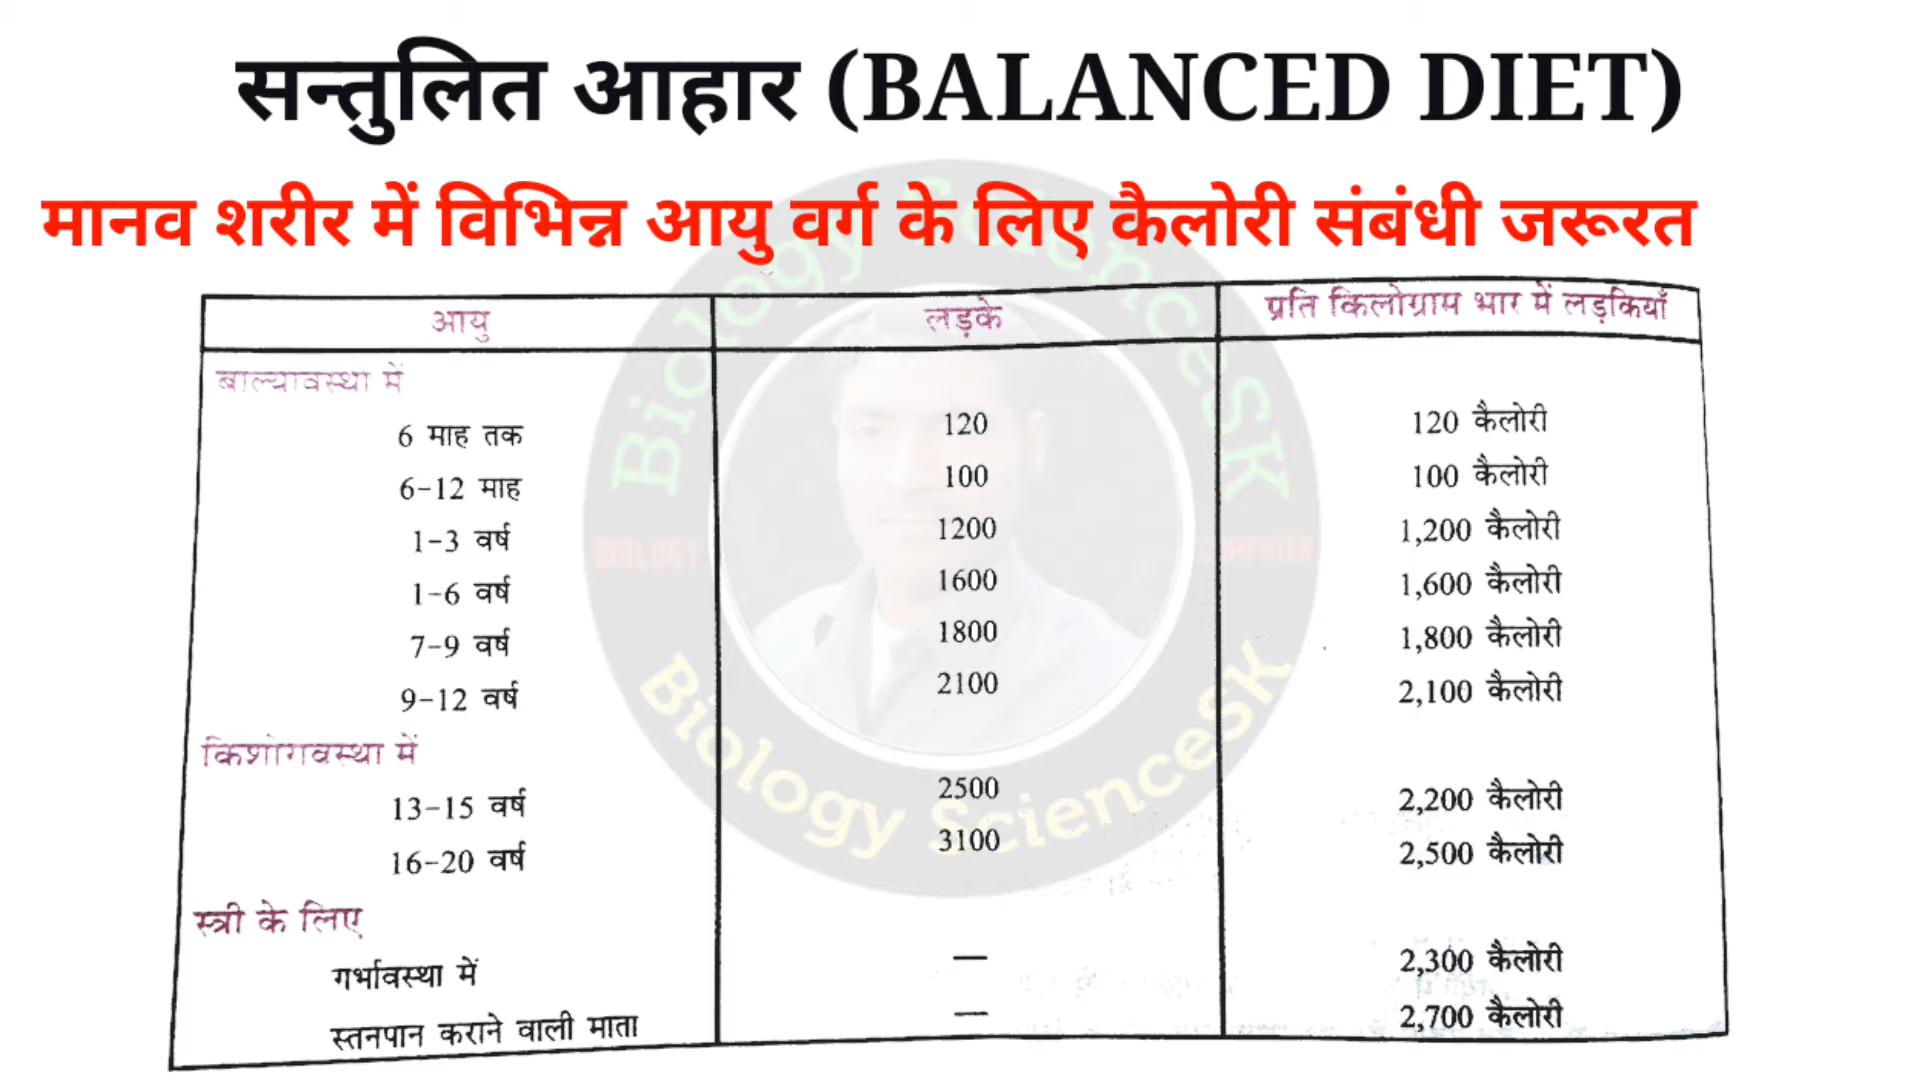 सन्तुलित आहार (BALANCED DIET)
मानव शरीर में विभिन्न आयु वर्ग के लिए कैलोरी संबंधी जरूरत
आयु लड़के प्रति किलोग्राम भार में लड़कियाँ
बाल्यावस्था में
6 माह तक 120 120 कैलोरी
6-12 माह 100 100 कैलोरी
1-3 वर्ष 1200 1,200 कैलोरी
1-6 वर्ष 1600 1,600 कैलोरी
7-9 वर्ष 1800 1,800 कैलोरी
9-12 वर्ष 2100 2,100 कैलोरी
किशोरावस्था में
13-15 वर्ष 2500 2,200 कैलोरी
16-20 वर्ष 3100 2,500 कैलोरी
स्त्री के लिए
गर्भावस्था में — 2,300 कैलोरी
स्तनपान कराने वाली माता — 2,700 कैलोरी
Biology ScienceSK
BIOLOGY
Biology ScienceSK